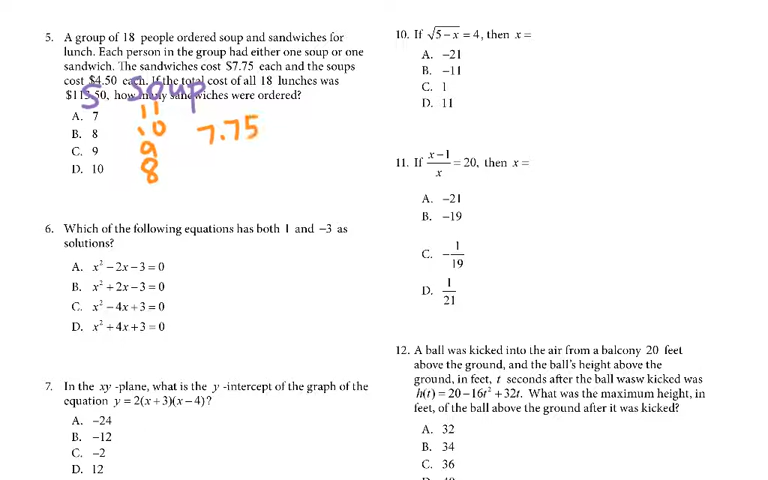 5. A group of 18 people ordered soup and sandwiches for
lunch. Each person in the group had either one soup or one
sandwich. The sandwiches cost $7.75 each and the soups
cost $4.50 each. If the total cost of all 18 lunches was
how many sandwiches were ordered?
S soup
A. 7 11
B. 8 10 7.75
C. 9 9
D. 10 8
6. Which of the following equations has both 1 and −3 as
solutions?
A. x² − 2x − 3 = 0
B. x² + 2x − 3 = 0
C. x² − 4x + 3 = 0
D. x² + 4x + 3 = 0
7. In the xy-plane, what is the y-intercept of the graph of the
equation y = 2(x + 3)(x − 4)?
A. −24
B. −12
C. −2
D. 12
10. If √(5 − x) = 4, then x =
A. −21
B. −11
C. 1
D. 11
11. If (x − 1)/x = 20, then x =
A. −21
B. −19
C. −1/19
D. 1/21
12. A ball was kicked into the air from a balcony 20 feet
above the ground, and the ball's height above the
ground, in feet, t seconds after the ball wasw kicked was
h(t) = 20 − 16t² + 32t. What was the maximum height, in
feet, of the ball above the ground after it was kicked?
A. 32
B. 34
C. 36